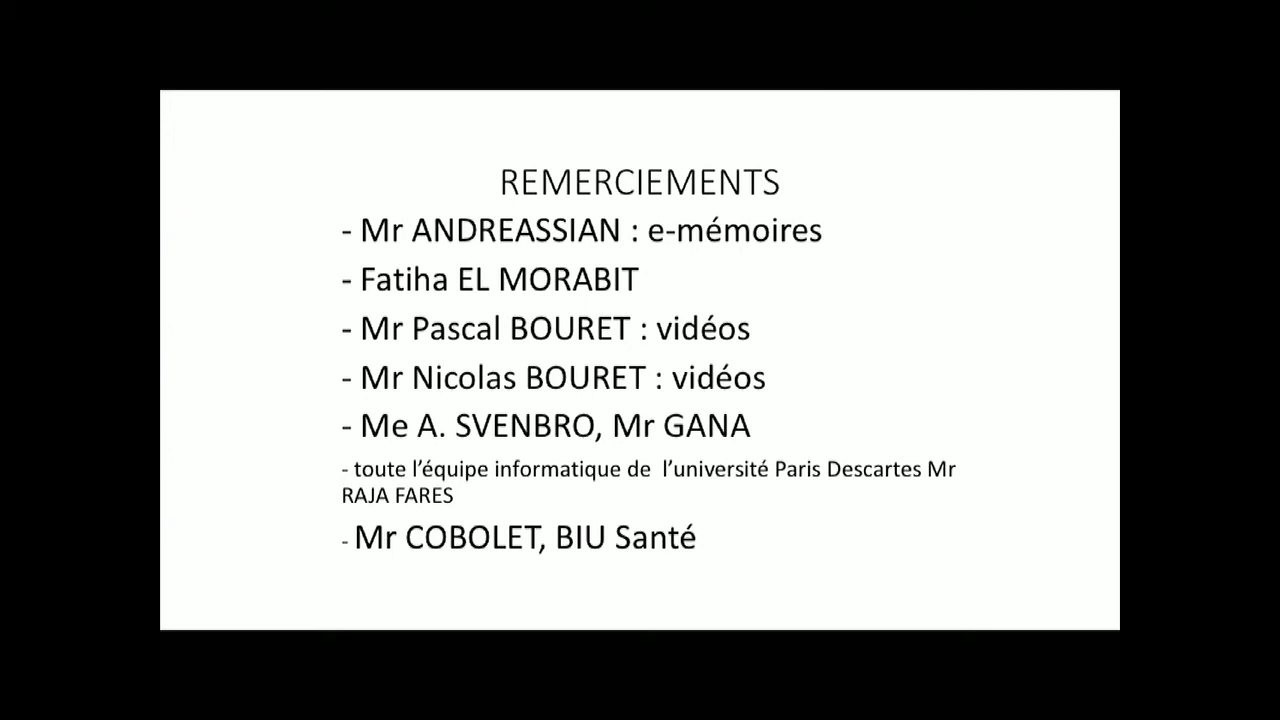 REMERCIEMENTS
- Mr ANDREASSIAN : e-mémoires
- Fatiha EL MORABIT
- Mr Pascal BOURET : vidéos
- Mr Nicolas BOURET : vidéos
- Me A. SVENBRO, Mr GANA
- toute l’équipe informatique de  l’université Paris Descartes Mr
RAJA FARES
- Mr COBOLET, BIU Santé